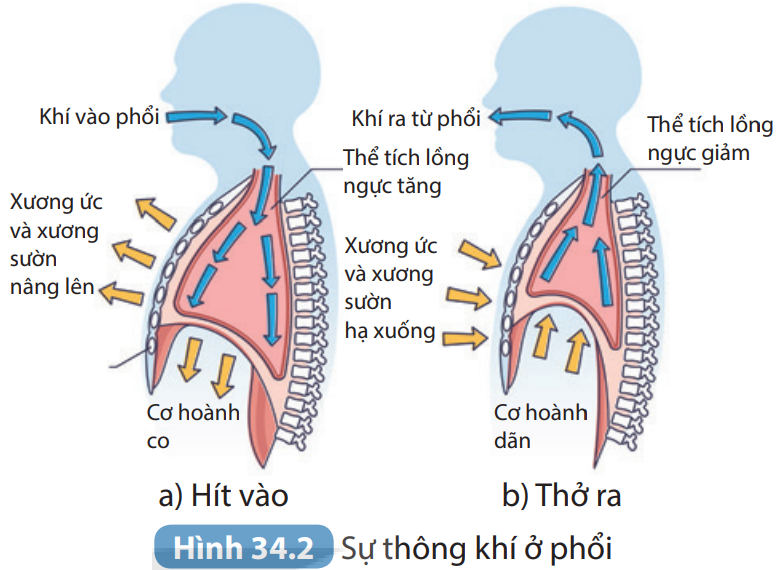 Khí vào phổi
Thể tích lồng
ngực tăng
Xương ức
và xương
sườn
nâng lên
Cơ hoành
co
a) Hít vào
Khí ra từ phổi
Thể tích lồng
ngực giảm
Xương ức
và xương
sườn
hạ xuống
Cơ hoành
dãn
b) Thở ra
Hình 34.2 Sự thông khí ở phổi